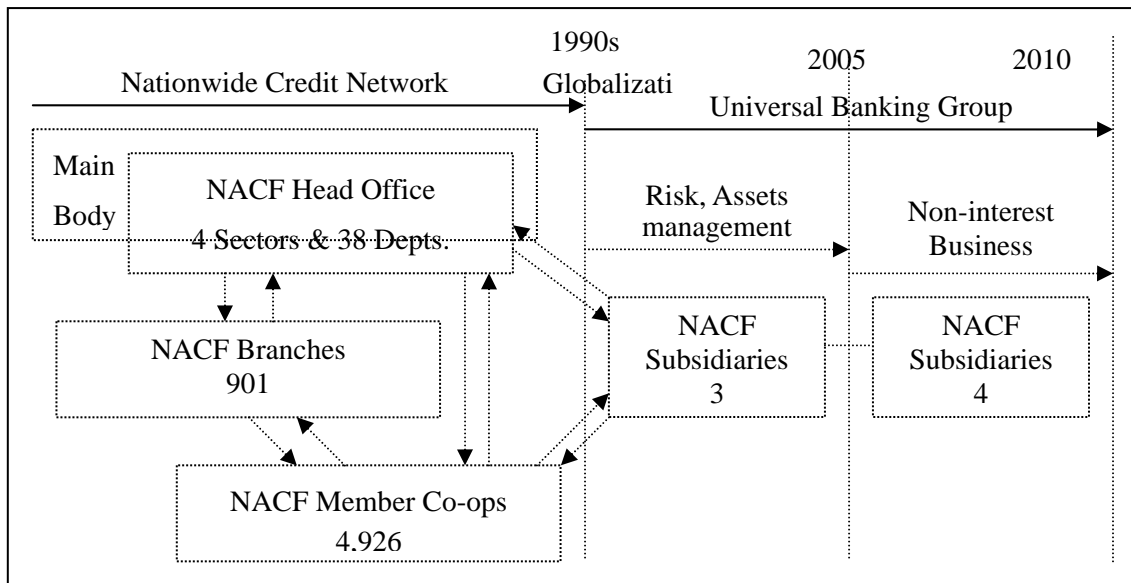 1990s
Globalizati
2005
2010
Nationwide Credit Network
Universal Banking Group
Main
Body
NACF Head Office
4 Sectors & 38 Depts.
Risk, Assets
management
Non-interest
Business
NACF Branches
901
NACF
Subsidiaries
3
NACF
Subsidiaries
4
NACF Member Co-ops
4,926